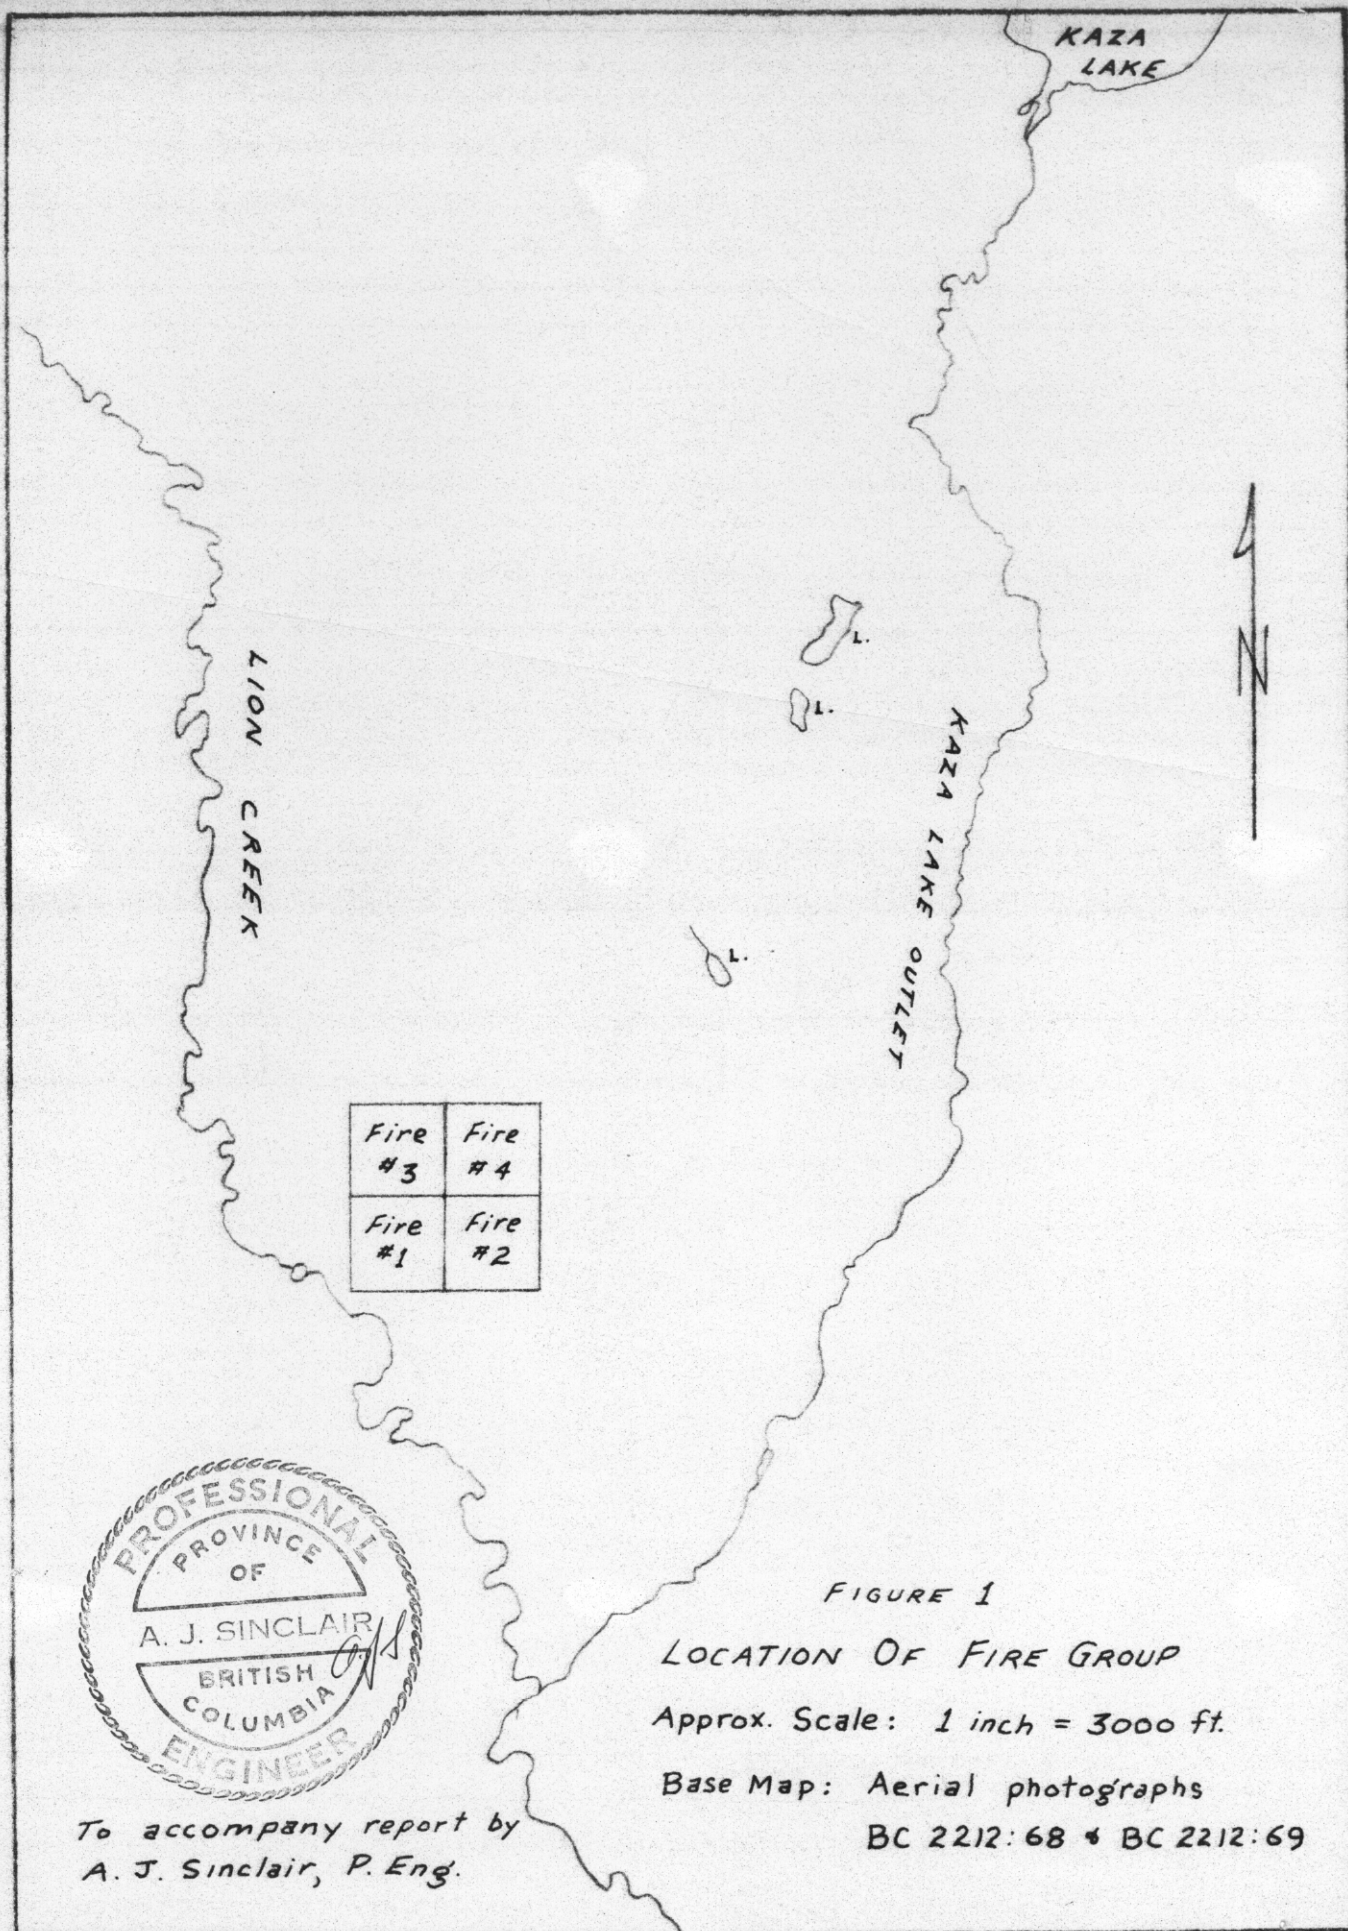 KAZA
LAKE
L.
L.
LION CREEK
KAZA LAKE OUTLET
L.
N
Fire
#3
Fire
#4
Fire
#1
Fire
#2
PROFESSIONAL
PROVINCE
OF
A. J. SINCLAIR
BRITISH
COLUMBIA
ENGINEER
FIGURE 1
LOCATION OF FIRE GROUP
Approx. Scale: 1 inch = 3000 ft.
Base Map: Aerial photographs
BC 2212:68 & BC 2212:69
To accompany report by
A. J. Sinclair, P. Eng.